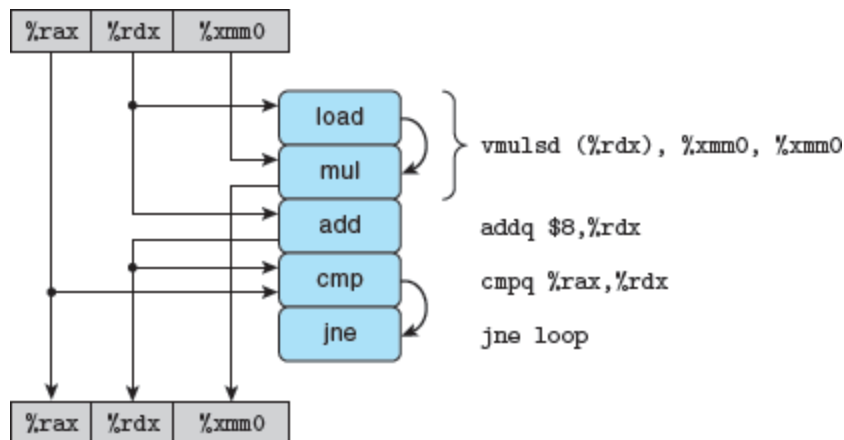 %rax %rdx %xmm0
load
vmulsd (%rdx), %xmm0, %xmm0
mul
add addq $8,%rdx
cmp cmpq %rax,%rdx
jne jne loop
%rax %rdx %xmm0